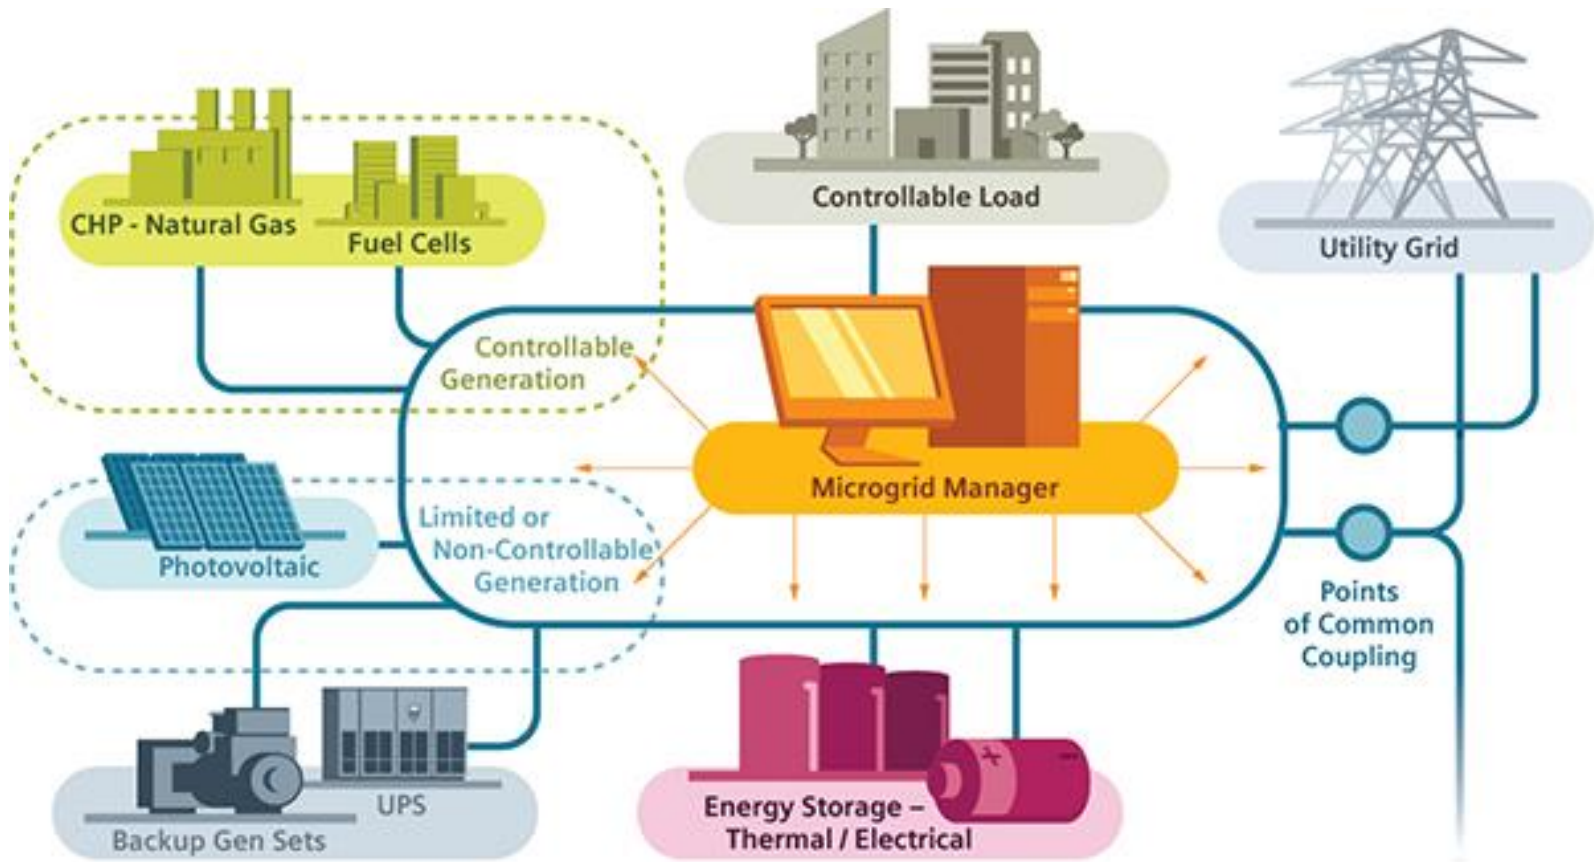 Controllable Load
CHP - Natural Gas
Fuel Cells
Utility Grid
Controllable
Generation
Microgrid Manager
Limited or
Non-Controllable
Generation
Photovoltaic
Points
of Common
Coupling
UPS
Backup Gen Sets
Energy Storage –
Thermal / Electrical